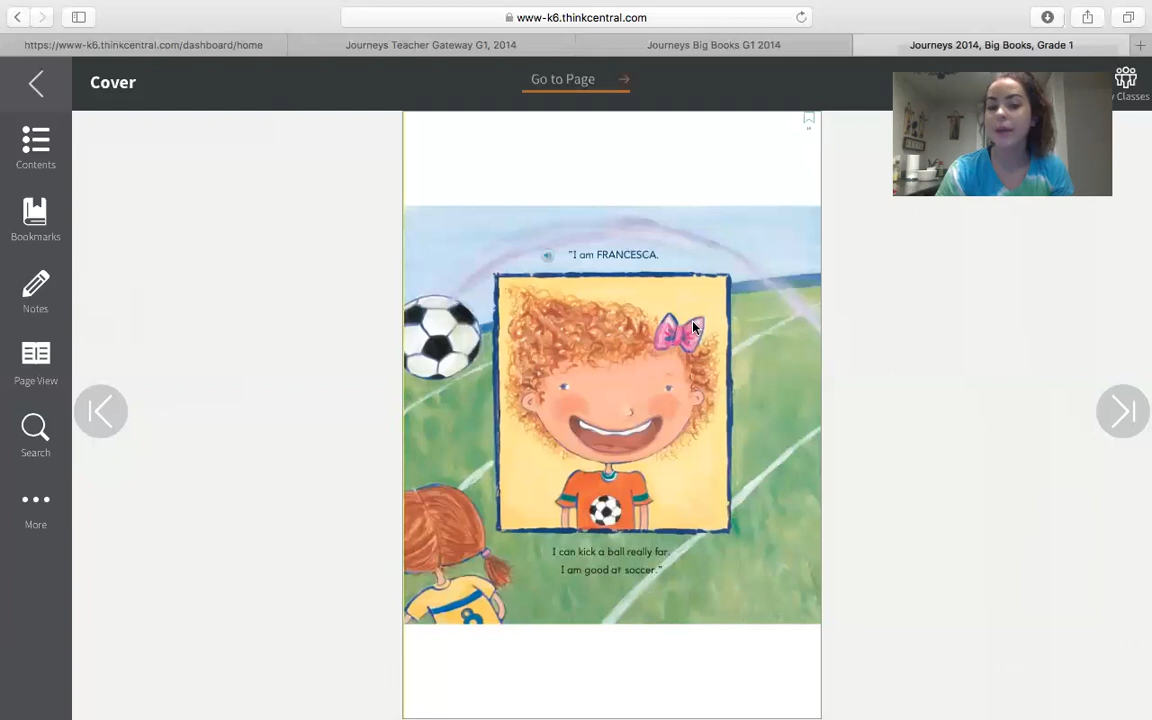 www-k6.thinkcentral.com
https://www-k6.thinkcentral.com/dashboard/home
Journeys Teacher Gateway G1, 2014
Journeys Big Books G1 2014
Journeys 2014, Big Books, Grade 1
Cover
Go to Page
Classes
Contents
Bookmarks
Notes
Page View
Search
More
"I am FRANCESCA.
8
I can kick a ball really far.
I am good at soccer."